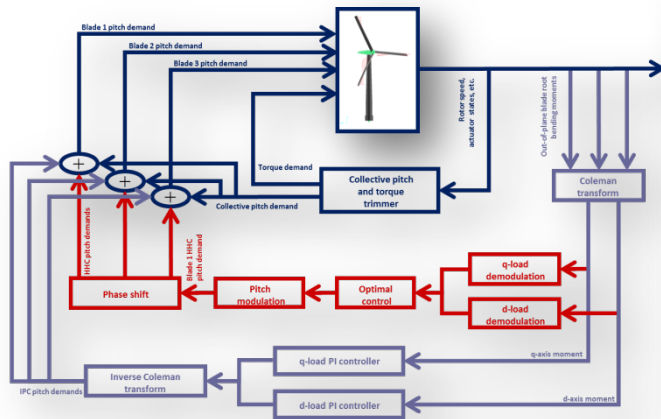 Blade 1 pitch demand
Blade 2 pitch demand
Blade 3 pitch demand
Rotor speed,
actuator states, etc.
Out-of-plane blade root
bending moments
Torque demand
Collective pitch
and torque
trimmer
Coleman
transform
+
+
+
Collective pitch demand
HHC pitch demands
Blade 1 HHC
pitch demand
q-load
demodulation
Phase shift
Pitch
modulation
Optimal
control
d-load
demodulation
q-load PI controller
q-axis moment
Inverse Coleman
transform
IPC pitch demands
d-load PI controller
d-axis moment